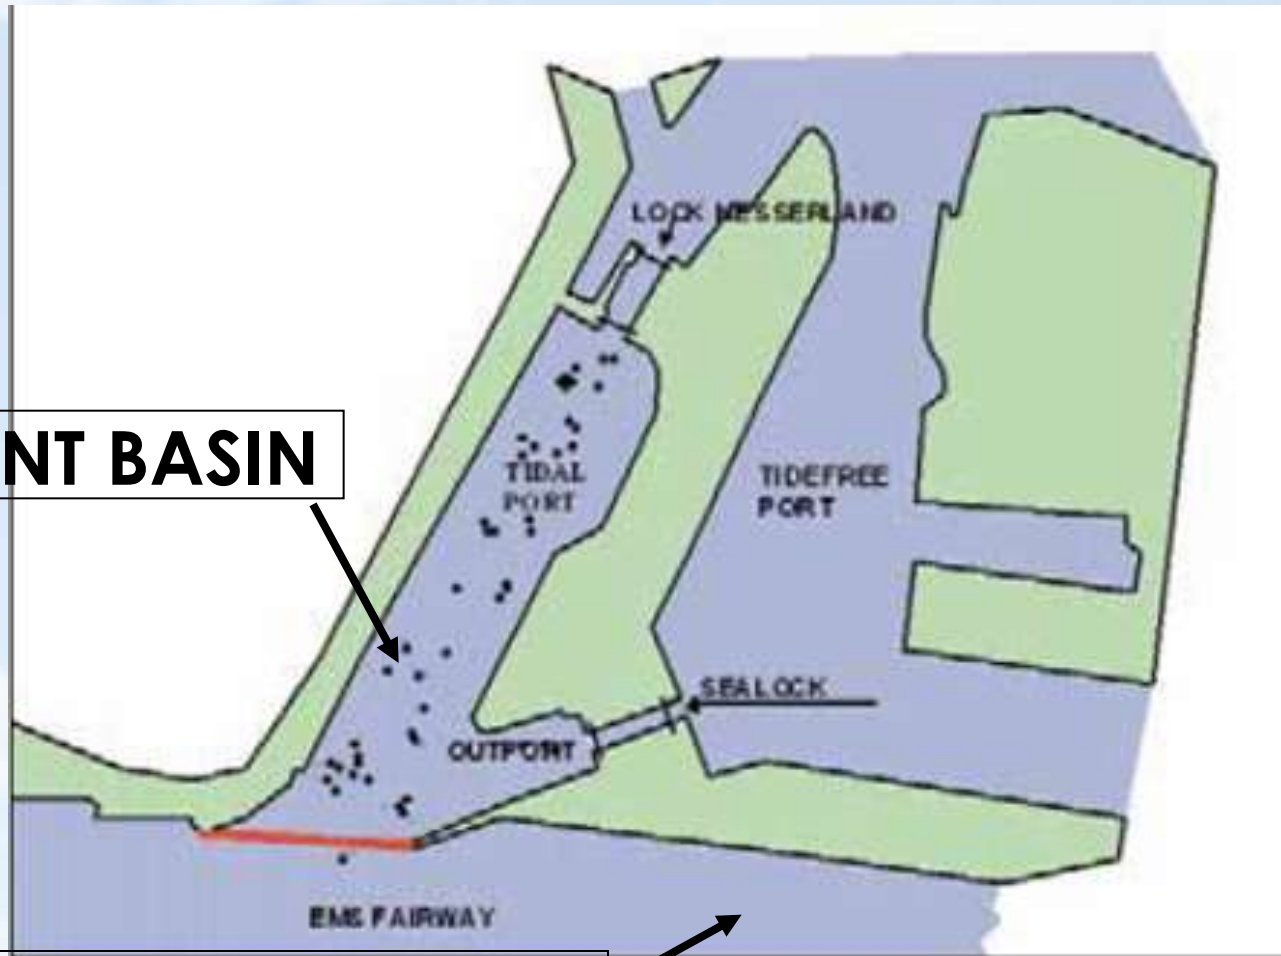 LOCK NESSERLAND
NT BASIN
TIDAL
PORT
TIDEFREE
PORT
SEALOCK
OUTPORT
EMS FAIRWAY